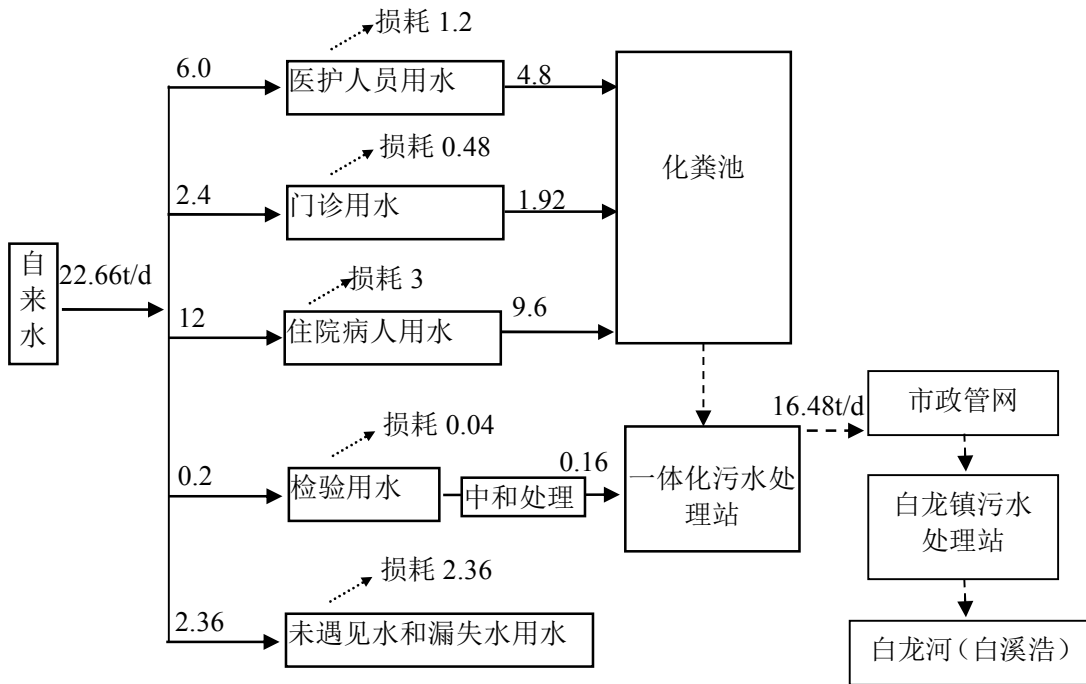 自
来
水
22.66t/d
损耗 1.2
6.0
医护人员用水
4.8
损耗 0.48
2.4
门诊用水
1.92
损耗 3
12
住院病人用水
9.6
化粪池
损耗 0.04
0.2
检验用水
中和处理
0.16
一体化污水处
理站
损耗 2.36
2.36
未遇见水和漏失水用水
16.48t/d
市政管网
白龙镇污水
处理站
白龙河（白溪浩）